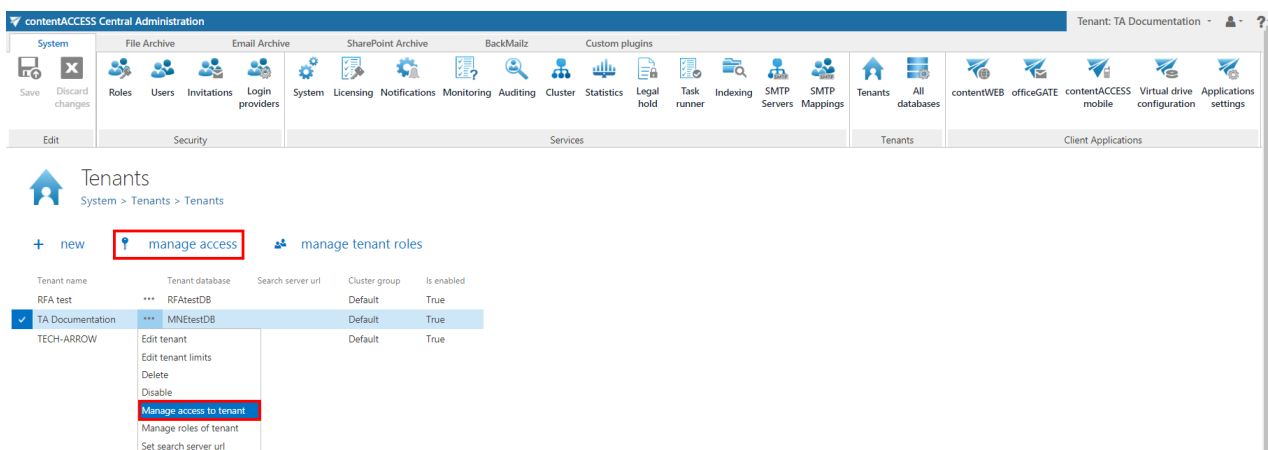 contentACCESS Central Administration
Tenant: TA Documentation
?
System File Archive Email Archive SharePoint Archive BackMailz Custom plugins
Save Discard changes Roles Users Invitations Login providers System Licensing Notifications Monitoring Auditing Cluster Statistics Legal hold Task runner Indexing SMTP Servers SMTP Mappings Tenants All databases contentWEB officeGATE contentACCESS mobile Virtual drive configuration Applications settings
Edit Security Services Tenants Client Applications
Tenants
System > Tenants > Tenants
+ new manage access manage tenant roles
Tenant name Tenant database Search server url Cluster group Is enabled
RFA test *** RFAtestDB Default True
TA Documentation *** MNEtestDB Default True
TECH-ARROW Default True
Edit tenant
Edit tenant limits
Delete
Disable
Manage access to tenant
Manage roles of tenant
Set search server url